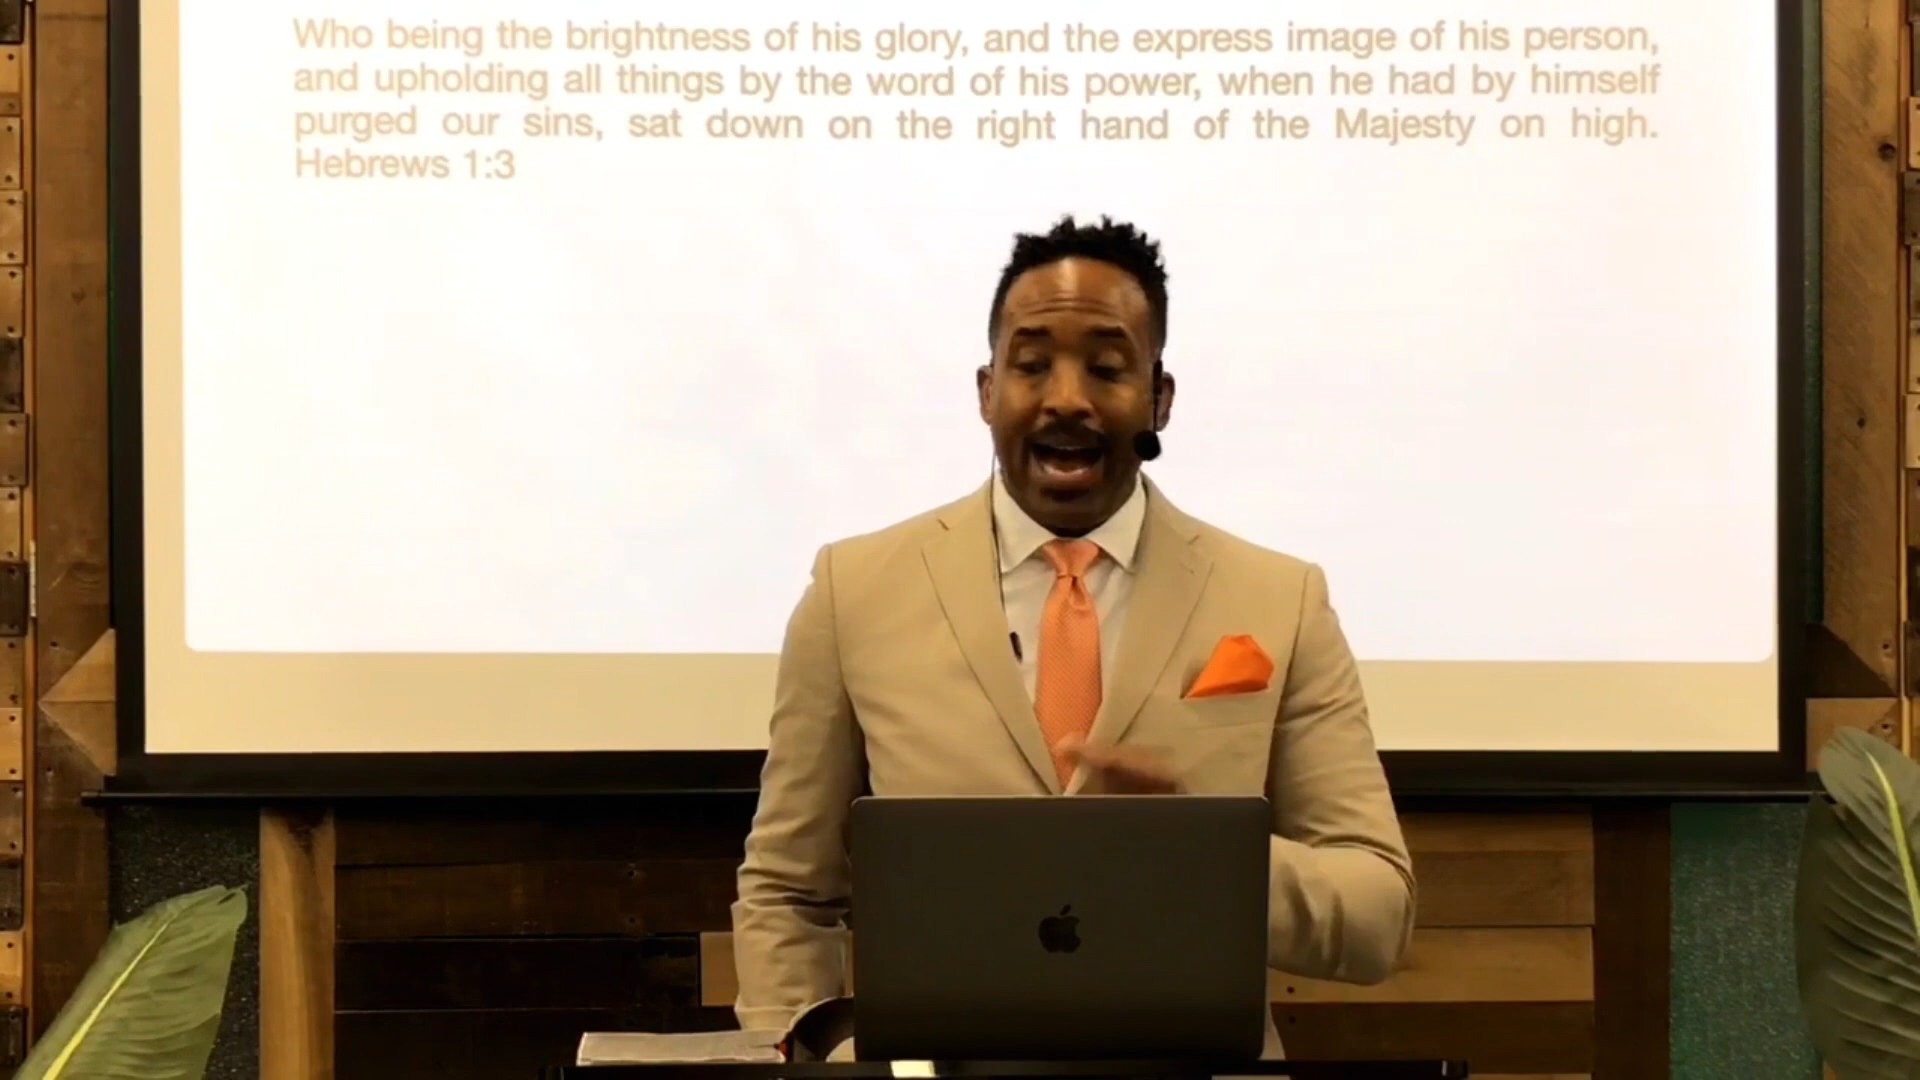 Who being the brightness of his glory, and the express image of his person,
and upholding all things by the word of his power, when he had by himself
purged our sins, sat down on the right hand of the Majesty on high.
Hebrews 1:3